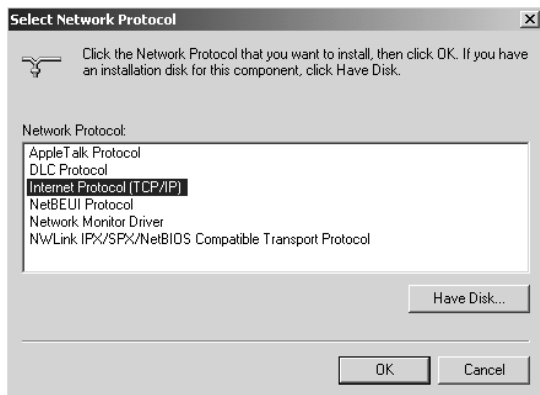 Select Network Protocol
Click the Network Protocol that you want to install, then click OK. If you have
an installation disk for this component, click Have Disk.
Network Protocol:
AppleTalk Protocol
DLC Protocol
Internet Protocol (TCP/IP)
NetBEUI Protocol
Network Monitor Driver
NWLink IPX/SPX/NetBIOS Compatible Transport Protocol
Have Disk...
OK
Cancel